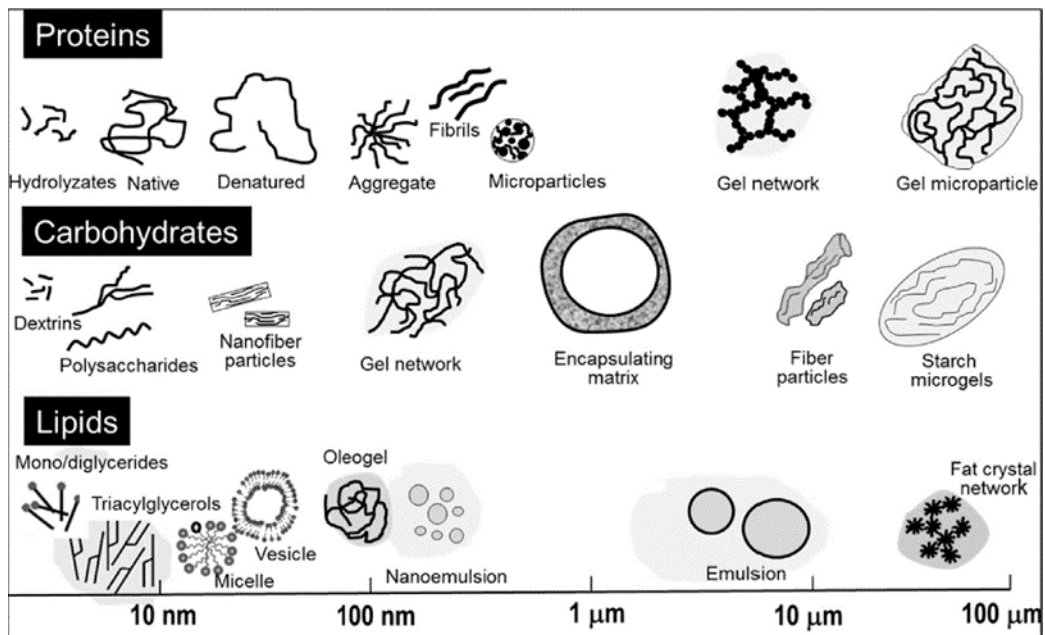 Proteins
Fibrils
Hydrolyzates Native Denatured Aggregate Microparticles Gel network Gel microparticle
Carbohydrates
Dextrins
Polysaccharides
Nanofiber
particles
Gel network
Encapsulating
matrix
Fiber
particles
Starch
microgels
Lipids
Mono/diglycerides
Triacylglycerols
Micelle
Vesicle
Oleogel
Nanoemulsion
Emulsion
Fat crystal
network
10 nm 100 nm 1 μm 10 μm 100 μm